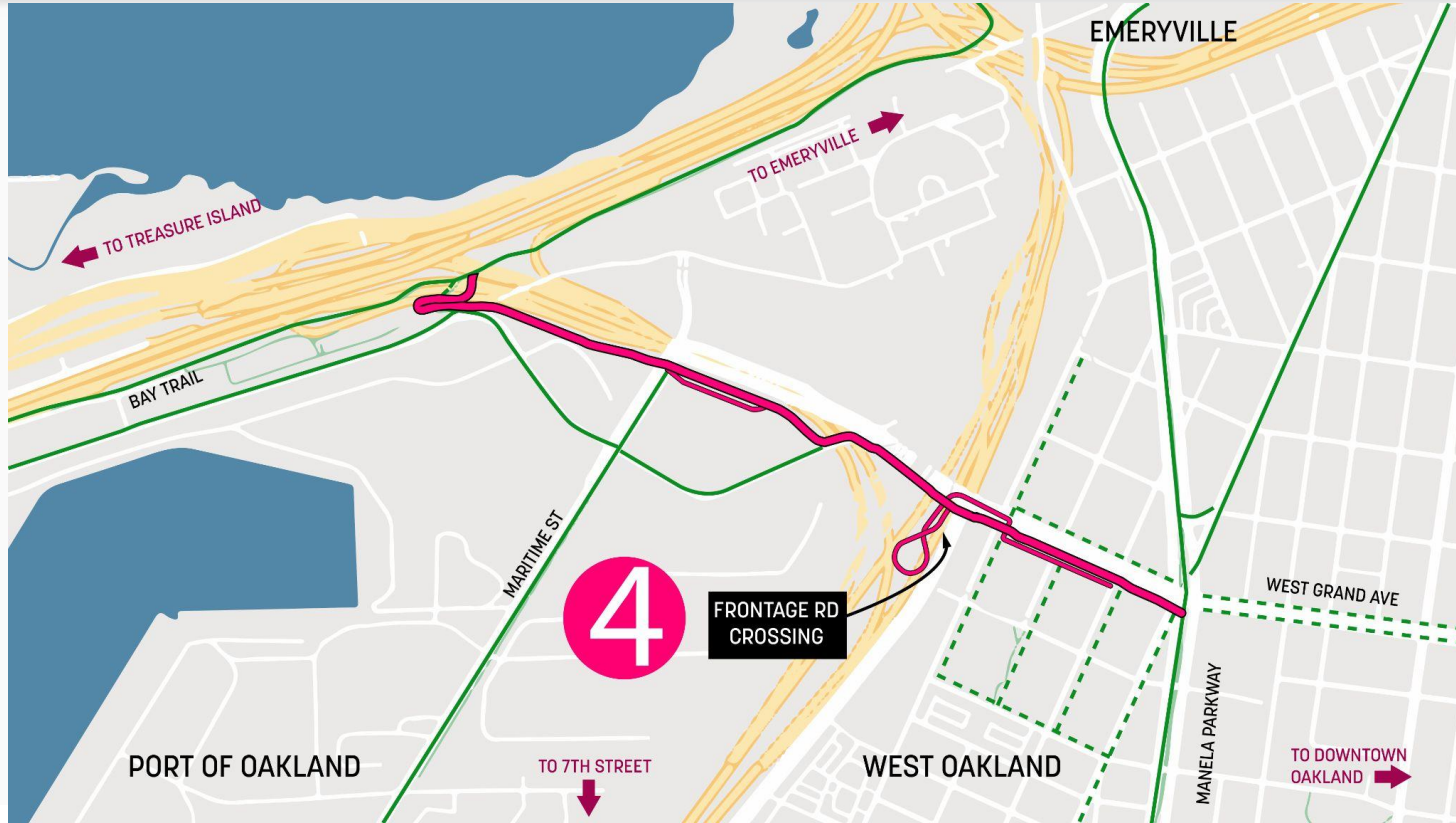 EMERYVILLE
TO EMERYVILLE
TO TREASURE ISLAND
BAY TRAIL
MARITIME ST
4
FRONTAGE RD
CROSSING
WEST GRAND AVE
MANELA PARKWAY
PORT OF OAKLAND
TO 7TH STREET
WEST OAKLAND
TO DOWNTOWN
OAKLAND